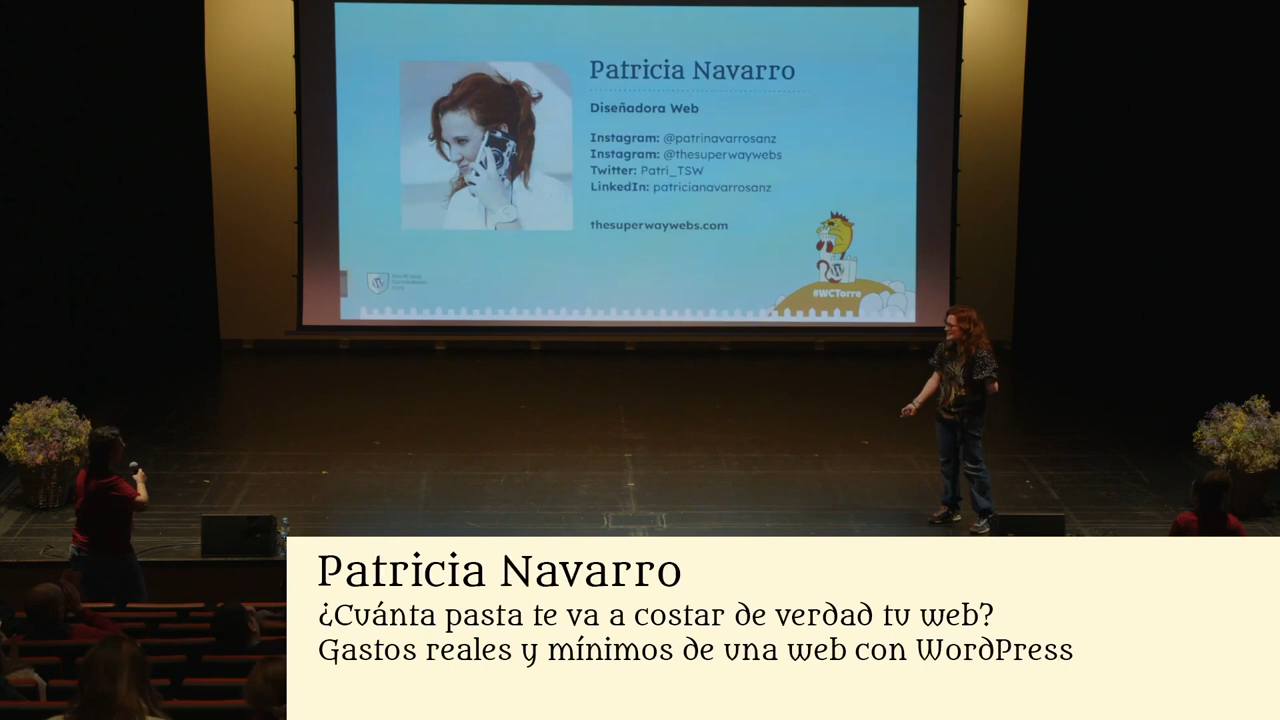 Patricia Navarro
Diseñadora Web
Instagram: @patrinavarrosanz
Instagram: @thesuperwaywebs
Twitter: Patri_TSW
LinkedIn: patricianavarrosanz
thesuperwaywebs.com
#WCTorre
Patricia Navarro
¿Cuánta pasta te va a costar de verdad tu web?
Gastos reales y mínimos de una web con WordPress